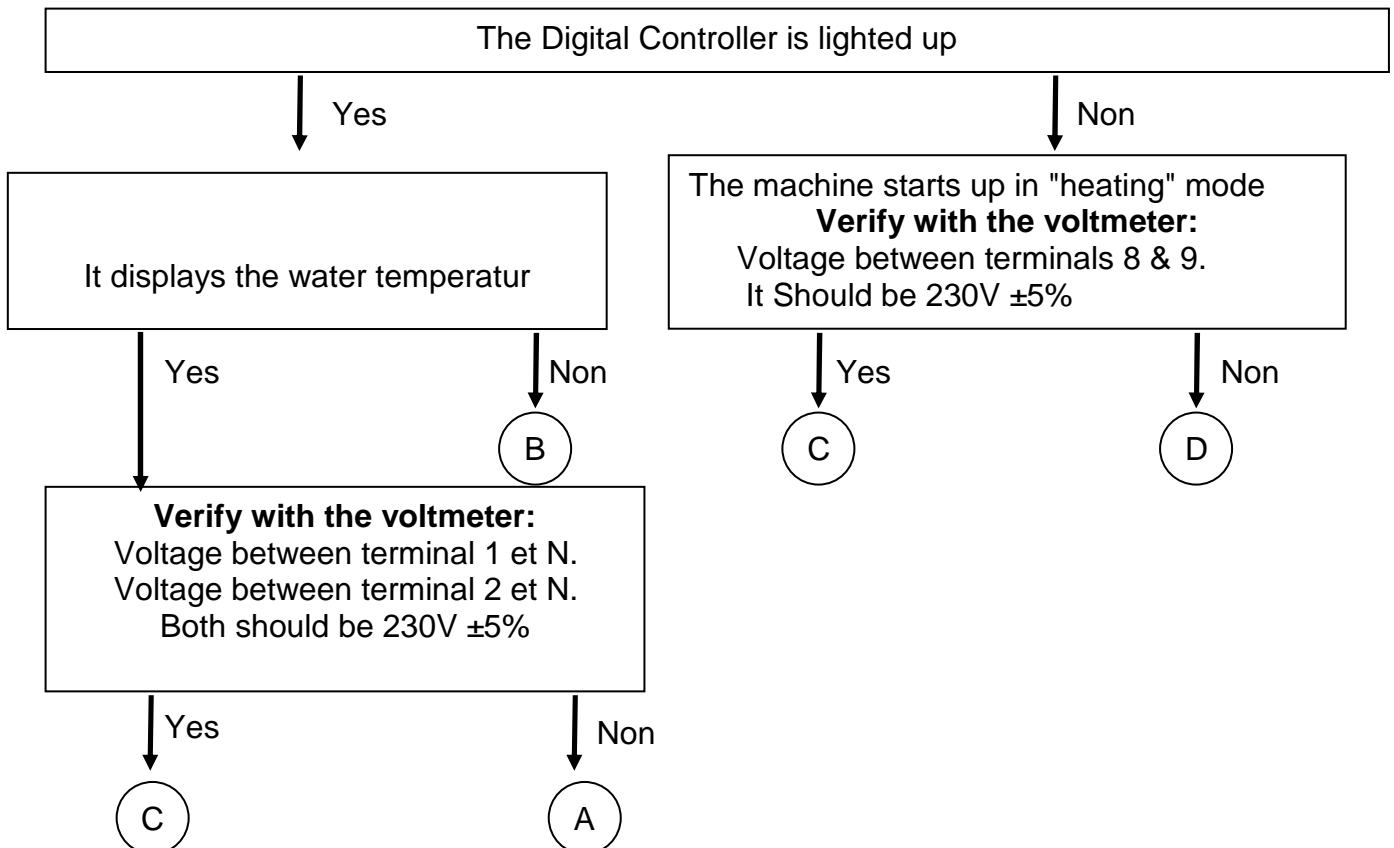 The Digital Controller is lighted up
Yes
Non
It displays the water temperatur
The machine starts up in "heating" mode
Verify with the voltmeter:
Voltage between terminals 8 & 9.
It Should be 230V ±5%
Yes
Non
Yes
Non
B
C
D
Verify with the voltmeter:
Voltage between terminal 1 et N.
Voltage between terminal 2 et N.
Both should be 230V ±5%
Yes
Non
C
A